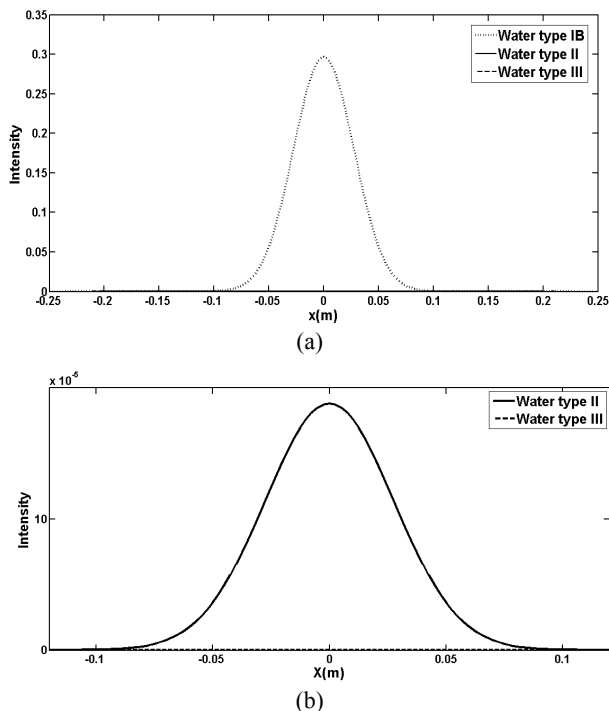 0.35
0.3
0.25
0.2
0.15
0.1
0.05
0
Intensity
Water type IB
Water type II
Water type III
-0.25 -0.2 -0.15 -0.1 -0.05 0 0.05 0.1 0.15 0.2 0.25
x(m)
(a)
x 10⁻⁵
10
0
Intensity
Water type II
Water type III
-0.1 -0.05 0 0.05 0.1
X(m)
(b)